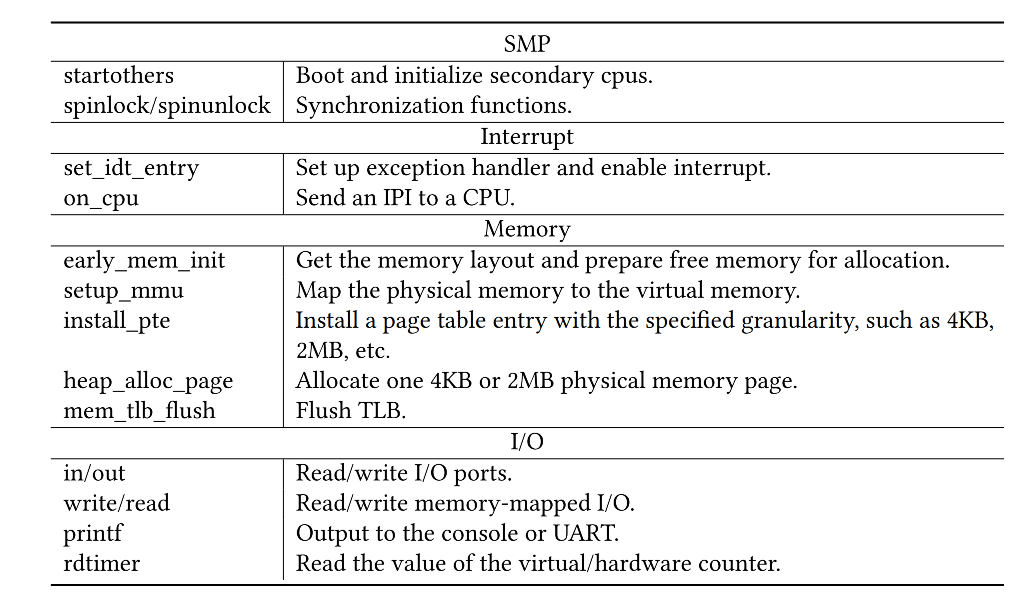 SMP
startothers Boot and initialize secondary cpus.
spinlock/spinunlock Synchronization functions.
Interrupt
set_idt_entry Set up exception handler and enable interrupt.
on_cpu Send an IPI to a CPU.
Memory
early_mem_init Get the memory layout and prepare free memory for allocation.
setup_mmu Map the physical memory to the virtual memory.
install_pte Install a page table entry with the specified granularity, such as 4KB,
2MB, etc.
heap_alloc_page Allocate one 4KB or 2MB physical memory page.
mem_tlb_flush Flush TLB.
I/O
in/out Read/write I/O ports.
write/read Read/write memory-mapped I/O.
printf Output to the console or UART.
rdtimer Read the value of the virtual/hardware counter.